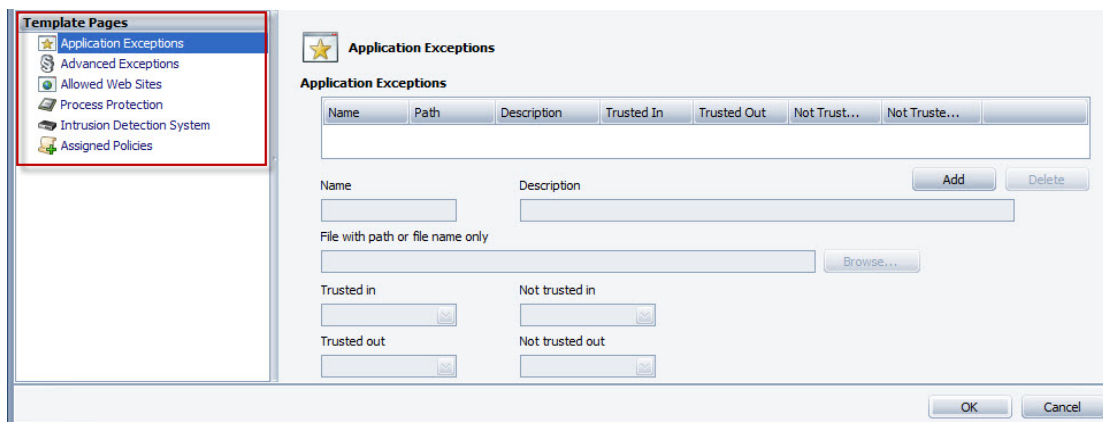 Template Pages
Application Exceptions
Advanced Exceptions
Allowed Web Sites
Process Protection
Intrusion Detection System
Assigned Policies
Application Exceptions
Application Exceptions
Name Path Description Trusted In Trusted Out Not Trust... Not Truste...
Add Delete
Name Description
File with path or file name only
Browse...
Trusted in Not trusted in
Trusted out Not trusted out
OK Cancel